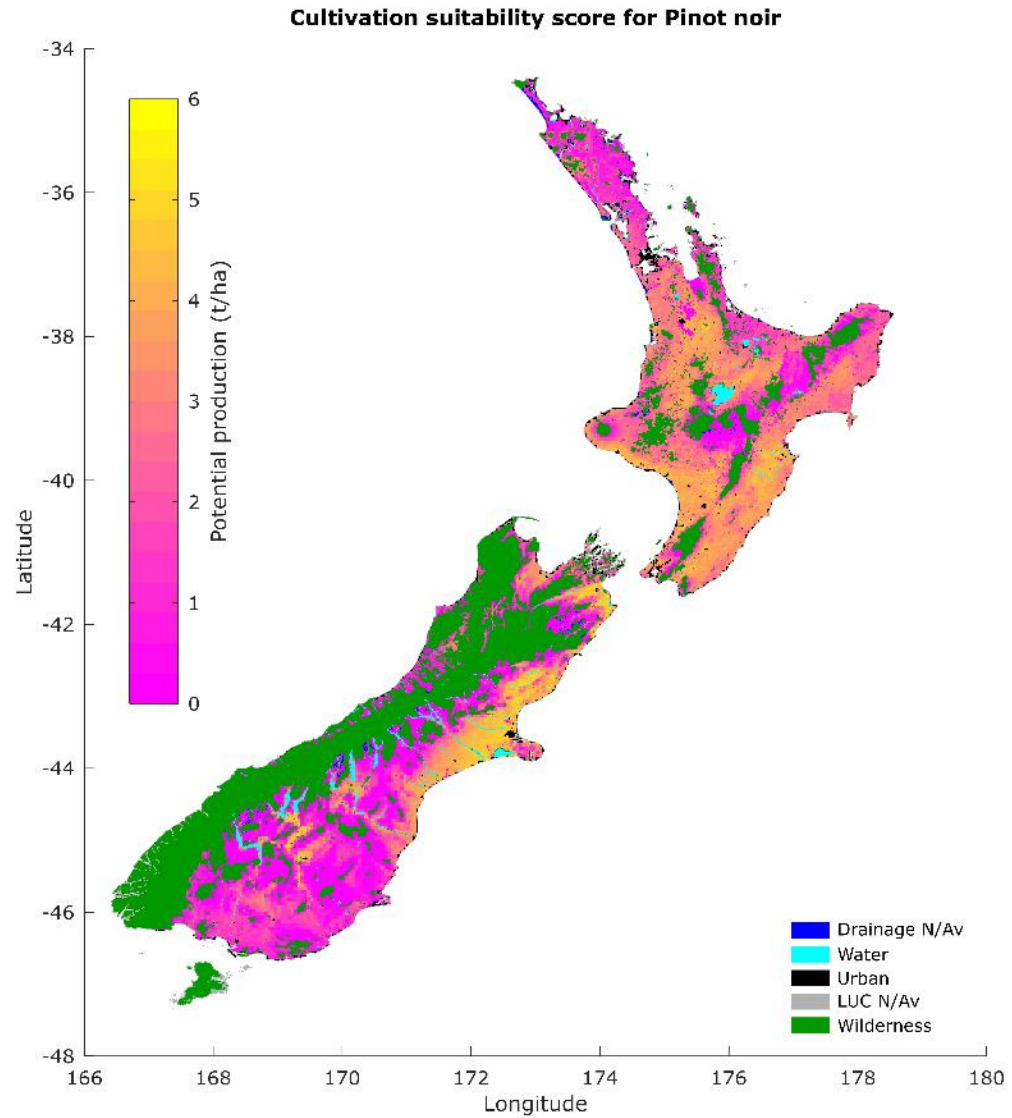 Cultivation suitability score for Pinot noir
-34
-36
-38
-40
-42
-44
-46
-48
Latitude
6
5
4
3
2
1
0
Potential production (t/ha)
Drainage N/Av
Water
Urban
LUC N/Av
Wilderness
166
168
170
172
174
176
178
180
Longitude